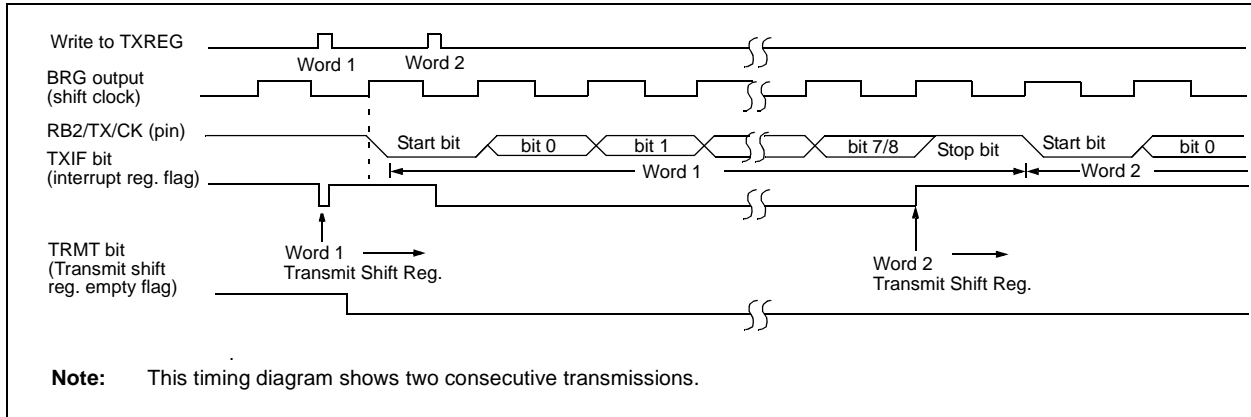 Write to TXREG
Word 1
Word 2
BRG output
(shift clock)
RB2/TX/CK (pin)
Start bit
bit 0
bit 1
bit 7/8
Stop bit
Start bit
bit 0
TXIF bit
(interrupt reg. flag)
Word 1
Word 2
TRMT bit
(Transmit shift
reg. empty flag)
Word 1
Transmit Shift Reg.
Word 2
Transmit Shift Reg.
Note: This timing diagram shows two consecutive transmissions.